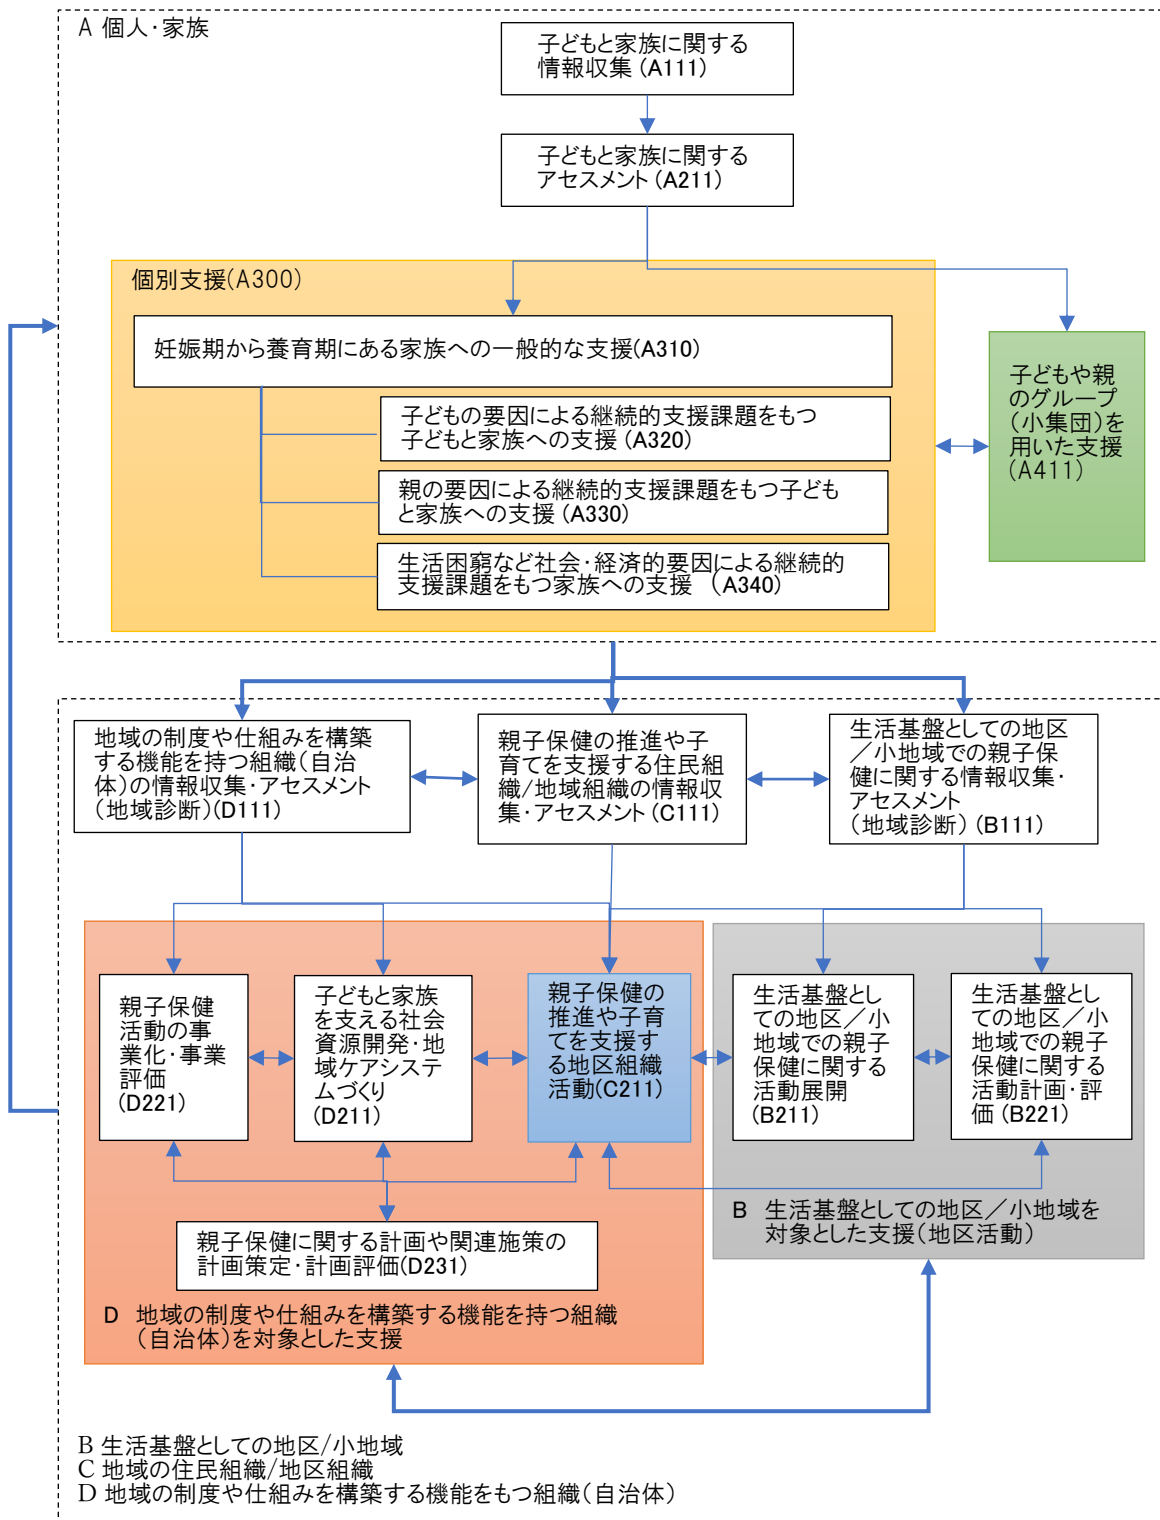 A 個人・家族
子どもと家族に関する
情報収集 (A111)
子どもと家族に関する
アセスメント (A211)
個別支援(A300)
妊娠期から養育期にある家族への一般的な支援(A310)
子どもの要因による継続的支援課題をもつ
子どもと家族への支援 (A320)
親の要因による継続的支援課題をもつ子ども
と家族への支援 (A330)
生活困窮など社会・経済的要因による継続的
支援課題をもつ家族への支援 (A340)
子どもや親
のグループ
(小集団)を
用いた支援
(A411)
地域の制度や仕組みを構築
する機能を持つ組織(自治
体)の情報収集・アセスメント
(地域診断)(D111)
親子保健の推進や子
育てを支援する住民組
織/地域組織の情報収
集・アセスメント (C111)
生活基盤としての地区
／小地域での親子保
健に関する情報収集・
アセスメント
(地域診断) (B111)
親子保健
活動の事
業化・事業
評価
(D221)
子どもと家族
を支える社会
資源開発・地
域ケアシステ
ムづくり
(D211)
親子保健の
推進や子育
てを支援す
る地区組織
活動(C211)
生活基盤とし
ての地区／小
地域での親子
保健に関する
活動展開
(B211)
生活基盤とし
ての地区／小
地域での親子
保健に関する
活動計画・評
価 (B221)
親子保健に関する計画や関連施策の
計画策定・計画評価(D231)
D 地域の制度や仕組みを構築する機能を持つ組織
(自治体)を対象とした支援
B 生活基盤としての地区／小地域を
対象とした支援(地区活動)
B 生活基盤としての地区/小地域
C 地域の住民組織/地区組織
D 地域の制度や仕組みを構築する機能をもつ組織(自治体)